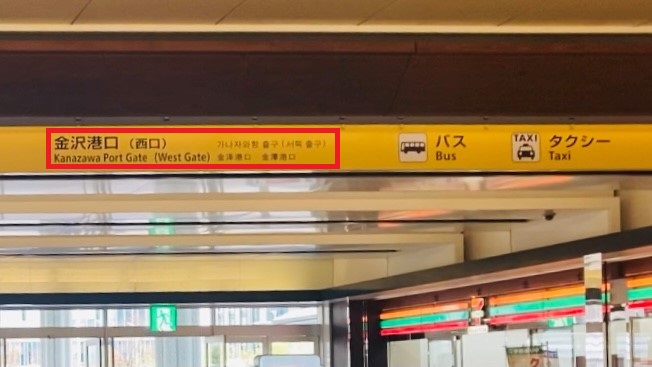 金沢港口（西口）
가나자와항 출구(서쪽 출구)
Kanazawa Port Gate (West Gate)
金泽港口 金澤港口
バス
Bus
TAXI
タクシー
Taxi
7
ク